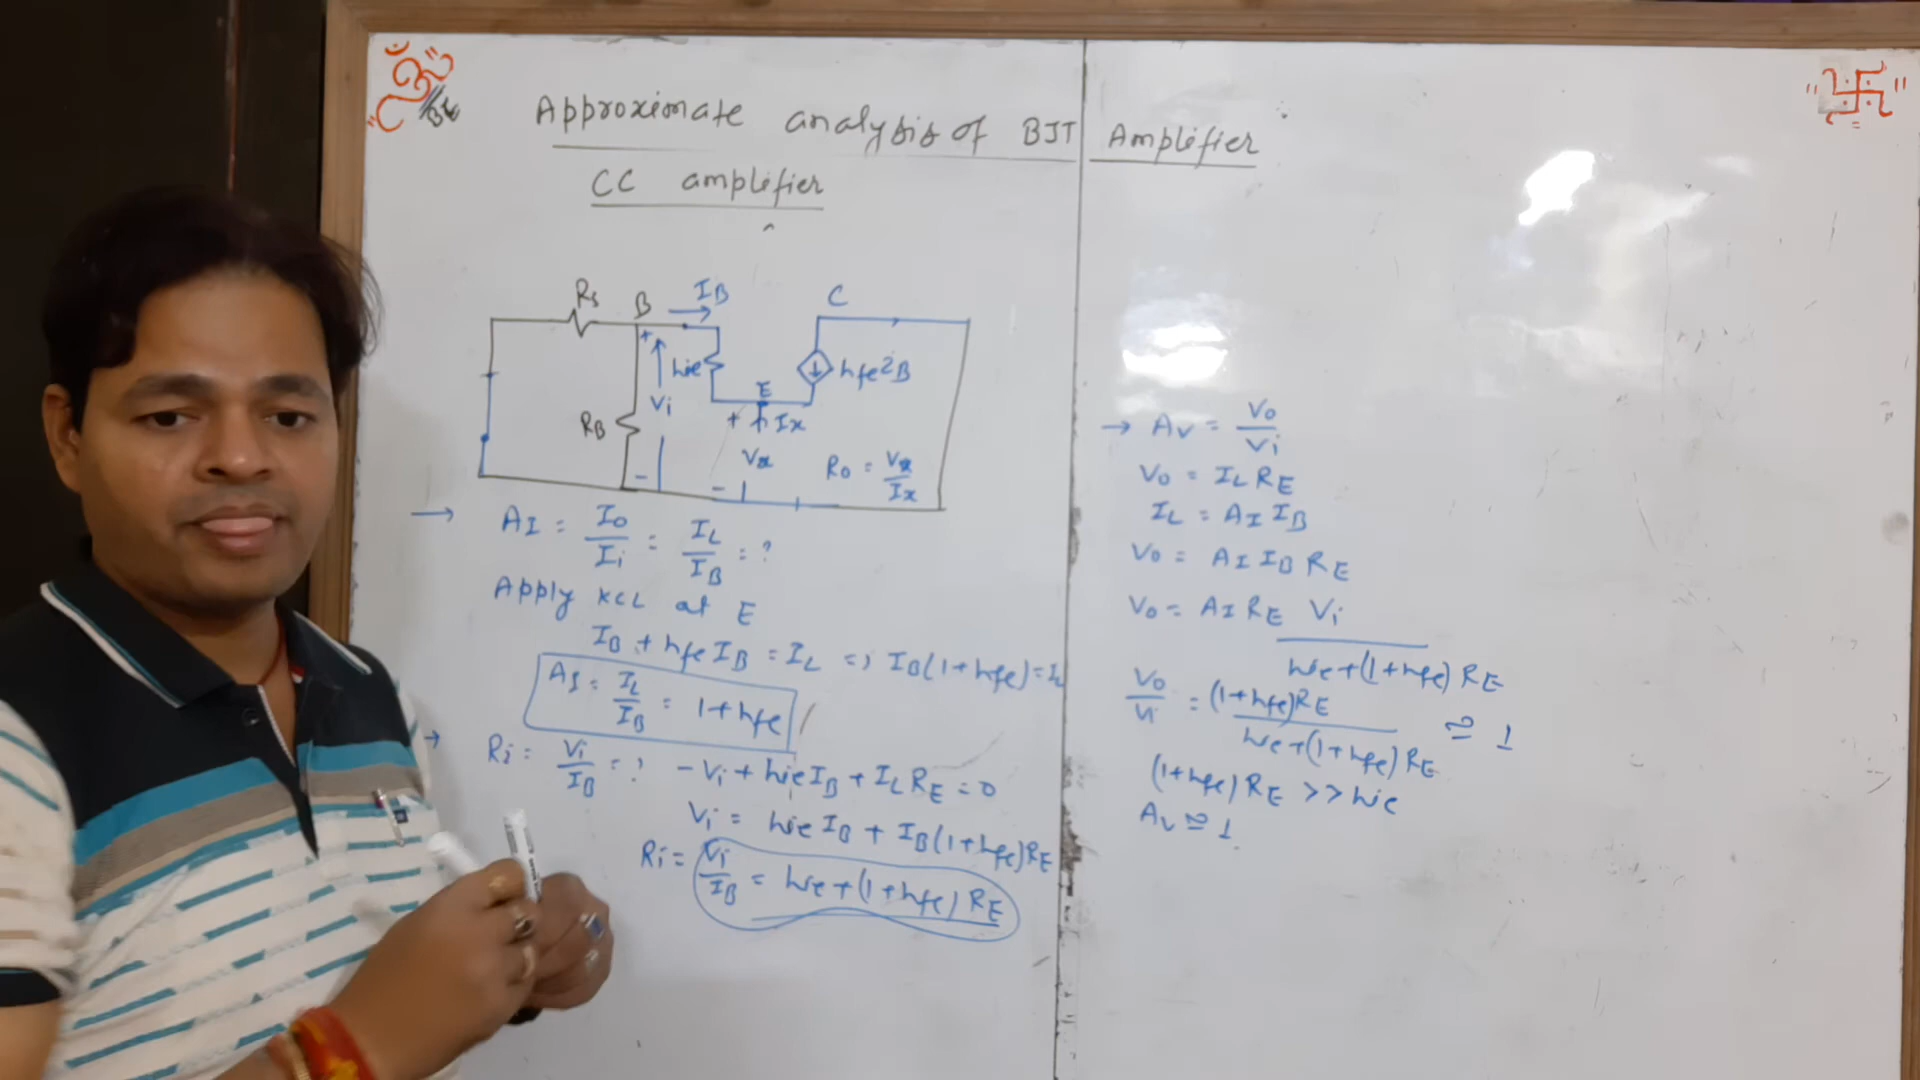 ॐ
BE
Approximate analysis of BJT Amplifier
CC amplifier
Rs B IB C
+ hie hfe IB
Vi E
RB + Ix
Vx Ro = Vx/Ix
- -
→ AI = Io/Ii = IL/IB = ?
Apply KCL at E
IB + hfe IB = IL => IB(1+hfe) = IL
AI = IL/IB = 1+hfe
→ Ri = Vi/IB = ? -Vi + hie IB + IL RE = 0
Vi = hie IB + IB(1+hfe)RE
Ri = Vi/IB = hie+(1+hfe)RE
→ AV = Vo/Vi
Vo = IL RE
IL = AI IB
Vo = AI IB RE
Vo = AI RE Vi/hie+(1+hfe)RE
Vo/Vi = (1+hfe)RE/hie+(1+hfe)RE ≃ 1
(1+hfe)RE >> hie
Av ≅ 1